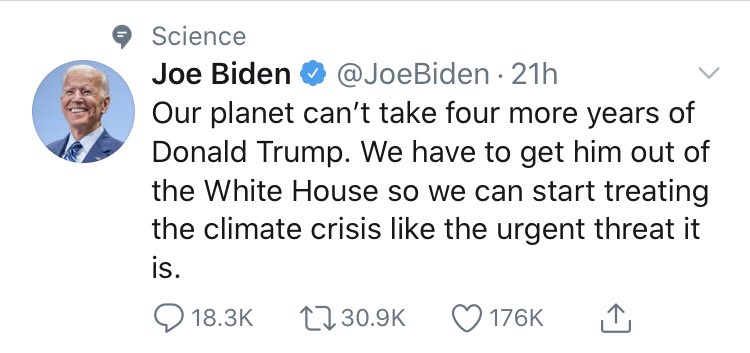 Science
Joe Biden @JoeBiden · 21h
Our planet can’t take four more years of
Donald Trump. We have to get him out of
the White House so we can start treating
the climate crisis like the urgent threat it
is.
18.3K 30.9K 176K